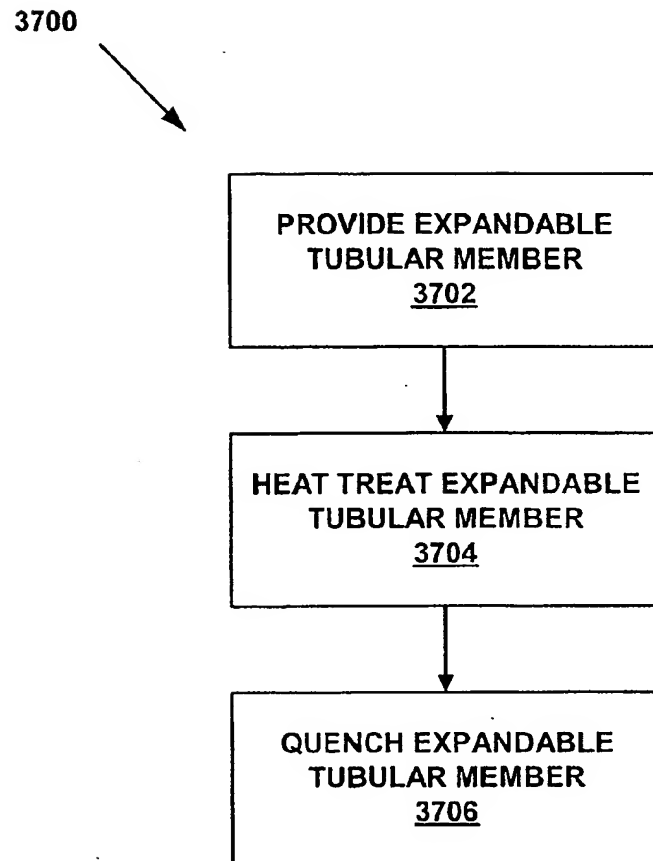 3700
PROVIDE EXPANDABLE
TUBULAR MEMBER
3702
HEAT TREAT EXPANDABLE
TUBULAR MEMBER
3704
QUENCH EXPANDABLE
TUBULAR MEMBER
3706